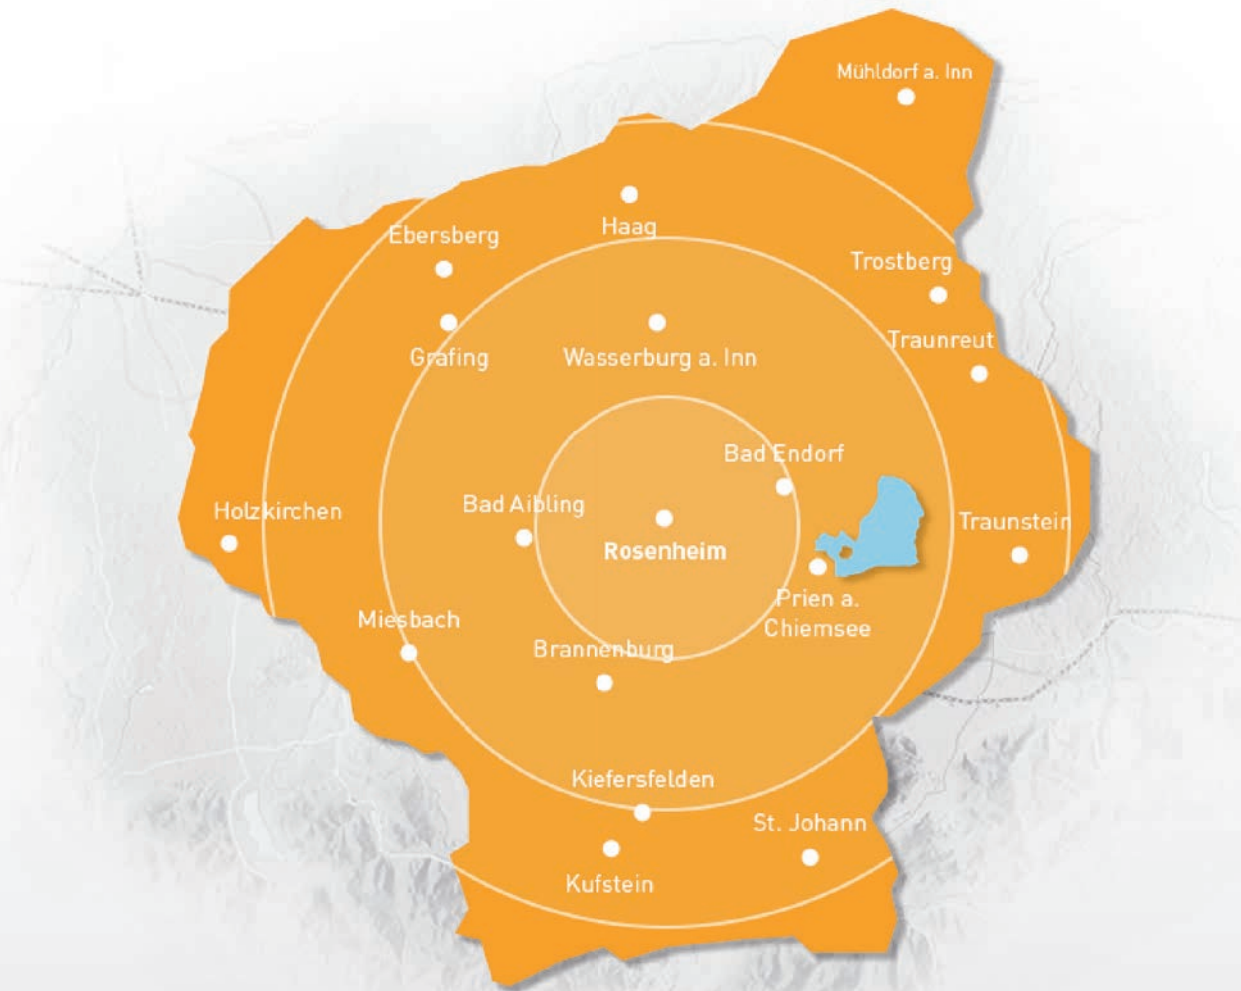 Mühldorf a. Inn
Haag
Ebersberg
Trostberg
Traunreut
Grafing
Wasserburg a. Inn
Bad Endorf
Bad Aibling
Holzkirchen
Traunstein
Rosenheim
Prien a.
Chiemsee
Miesbach
Brannenburg
Kiefersfelden
St. Johann
Kufstein